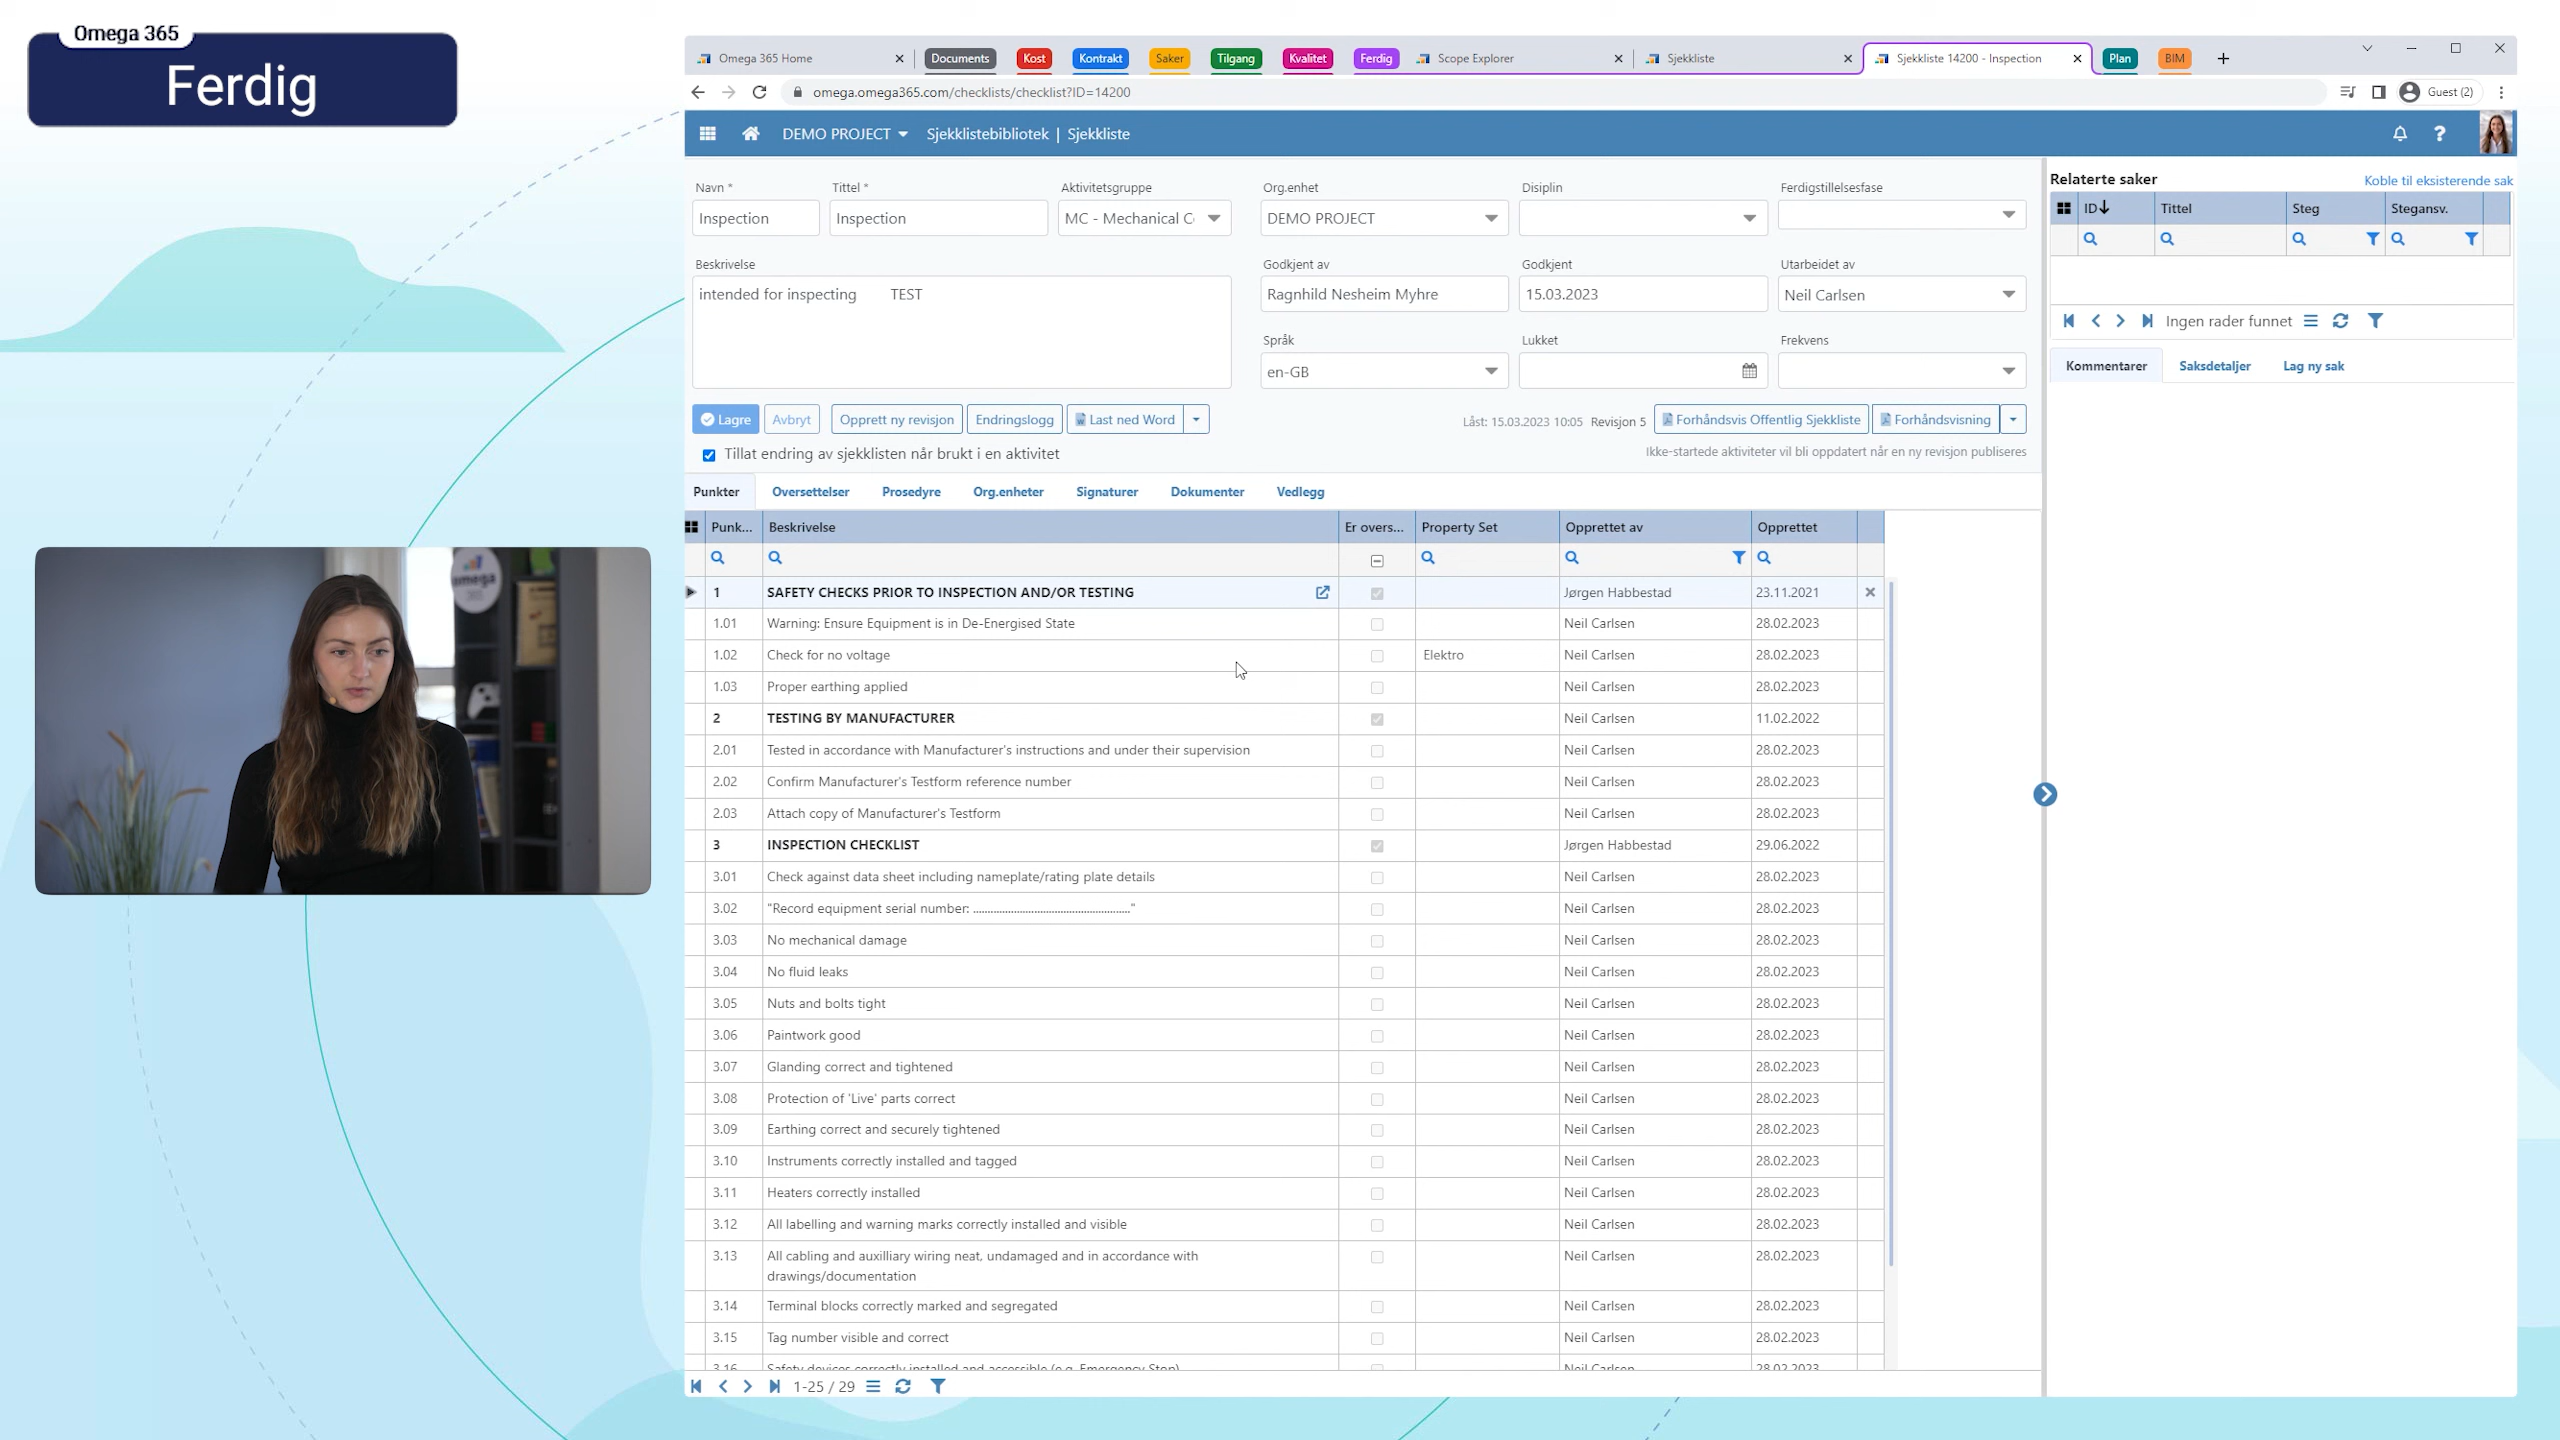 Omega 365
Ferdig
Omega 365 Home
Documents
Kost
Kontrakt
Saker
Tilgang
Kvalitet
Ferdig
Scope Explorer
Sjekkliste
Sjekkliste 14200 - Inspection
Plan
BIM
omega.omega365.com/checklists/checklist?ID=14200
Guest (2)
DEMO PROJECT
Sjekklistebibliotek | Sjekkliste
Navn * Tittel * Aktivitetsgruppe Org.enhet Disiplin Ferdigstillelsesfase
Inspection Inspection MC - Mechanical C DEMO PROJECT
Beskrivelse Godkjent av Godkjent Utarbeidet av
intended for inspecting TEST Ragnhild Nesheim Myhre 15.03.2023 Neil Carlsen
Språk Lukket Frekvens
en-GB
Lagre Avbryt Opprett ny revisjon Endringslogg Last ned Word Låst: 15.03.2023 10:05 Revisjon 5 Forhåndsvis Offentlig Sjekkliste Forhåndsvisning
Tillat endring av sjekklisten når brukt i en aktivitet Ikke-startede aktiviteter vil bli oppdatert når en ny revisjon publiseres
Punkter Oversettelser Prosedyre Org.enheter Signaturer Dokumenter Vedlegg
Punk... Beskrivelse Er overs... Property Set Opprettet av Opprettet
1 SAFETY CHECKS PRIOR TO INSPECTION AND/OR TESTING Jørgen Habbestad 23.11.2021
1.01 Warning: Ensure Equipment is in De-Energised State Neil Carlsen 28.02.2023
1.02 Check for no voltage Elektro Neil Carlsen 28.02.2023
1.03 Proper earthing applied Neil Carlsen 28.02.2023
2 TESTING BY MANUFACTURER Neil Carlsen 11.02.2022
2.01 Tested in accordance with Manufacturer's instructions and under their supervision Neil Carlsen 28.02.2023
2.02 Confirm Manufacturer's Testform reference number Neil Carlsen 28.02.2023
2.03 Attach copy of Manufacturer's Testform Neil Carlsen 28.02.2023
3 INSPECTION CHECKLIST Jørgen Habbestad 29.06.2022
3.01 Check against data sheet including nameplate/rating plate details Neil Carlsen 28.02.2023
3.02 "Record equipment serial number: ......................................................" Neil Carlsen 28.02.2023
3.03 No mechanical damage Neil Carlsen 28.02.2023
3.04 No fluid leaks Neil Carlsen 28.02.2023
3.05 Nuts and bolts tight Neil Carlsen 28.02.2023
3.06 Paintwork good Neil Carlsen 28.02.2023
3.07 Glanding correct and tightened Neil Carlsen 28.02.2023
3.08 Protection of 'Live' parts correct Neil Carlsen 28.02.2023
3.09 Earthing correct and securely tightened Neil Carlsen 28.02.2023
3.10 Instruments correctly installed and tagged Neil Carlsen 28.02.2023
3.11 Heaters correctly installed Neil Carlsen 28.02.2023
3.12 All labelling and warning marks correctly installed and visible Neil Carlsen 28.02.2023
3.13 All cabling and auxilliary wiring neat, undamaged and in accordance with Neil Carlsen 28.02.2023
drawings/documentation
3.14 Terminal blocks correctly marked and segregated Neil Carlsen 28.02.2023
3.15 Tag number visible and correct Neil Carlsen 28.02.2023
3.16 Safety devices correctly installed and accessible (e.g. Emergency Stop) Neil Carlsen 28.02.2023
1-25 / 29
Relaterte saker Koble til eksisterende sak
ID Tittel Steg Stegansv.
Ingen rader funnet
Kommentarer Saksdetaljer Lag ny sak
omega